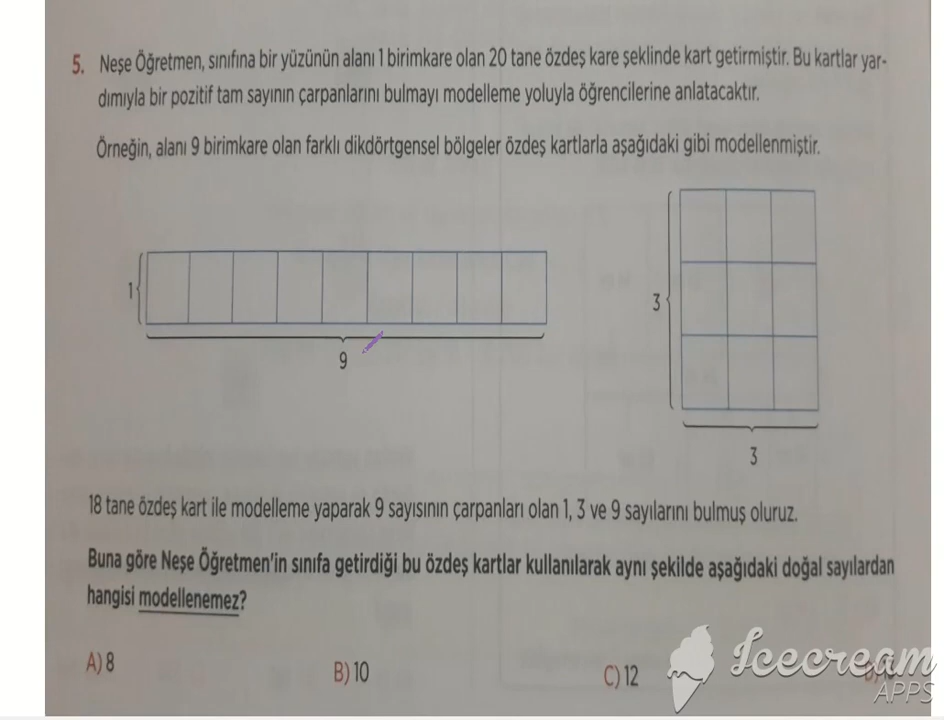 5. Neşe Öğretmen, sınıfına bir yüzünün alanı 1 birimkare olan 20 tane özdeş kare şeklinde kart getirmiştir. Bu kartlar yar-
dımıyla bir pozitif tam sayının çarpanlarını bulmayı modelleme yoluyla öğrencilerine anlatacaktır.
Örneğin, alanı 9 birimkare olan farklı dikdörtgensel bölgeler özdeş kartlarla aşağıdaki gibi modellenmiştir.
1
9
3
3
18 tane özdeş kart ile modelleme yaparak 9 sayısının çarpanları olan 1, 3 ve 9 sayılarını bulmuş oluruz.
Buna göre Neşe Öğretmen'in sınıfa getirdiği bu özdeş kartlar kullanılarak aynı şekilde aşağıdaki doğal sayılardan
hangisi modellenemez?
A) 8 B) 10 C) 12
Icecream
APPS